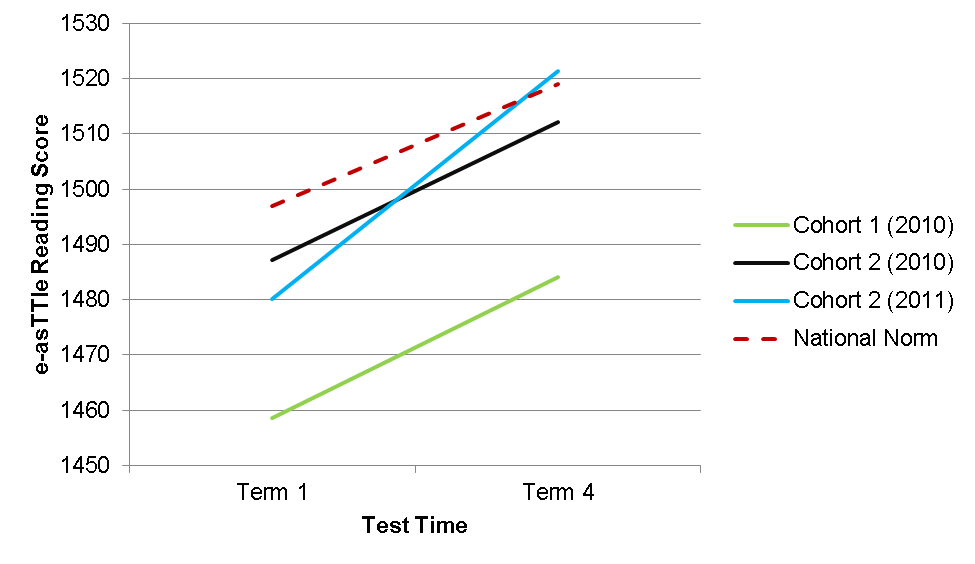 1530
1520
1510
1500
1490
1480
1470
1460
1450
e-asTTle Reading Score
Term 1
Term 4
Test Time
Cohort 1 (2010)
Cohort 2 (2010)
Cohort 2 (2011)
National Norm